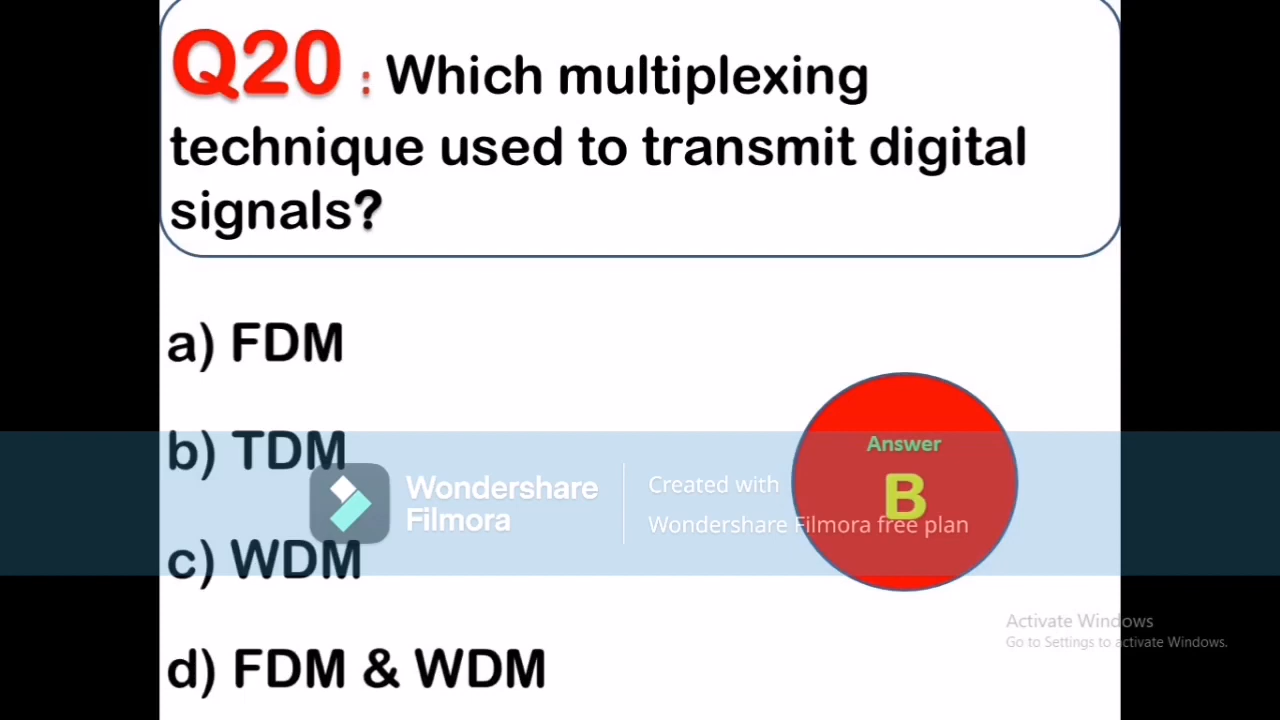 Q20 : Which multiplexing
technique used to transmit digital
signals?
a) FDM
b) TDM
Answer
B
Wondershare
Filmora
Created with
Wondershare Filmora free plan
c) WDM
Activate Windows
Go to Settings to activate Windows.
d) FDM & WDM